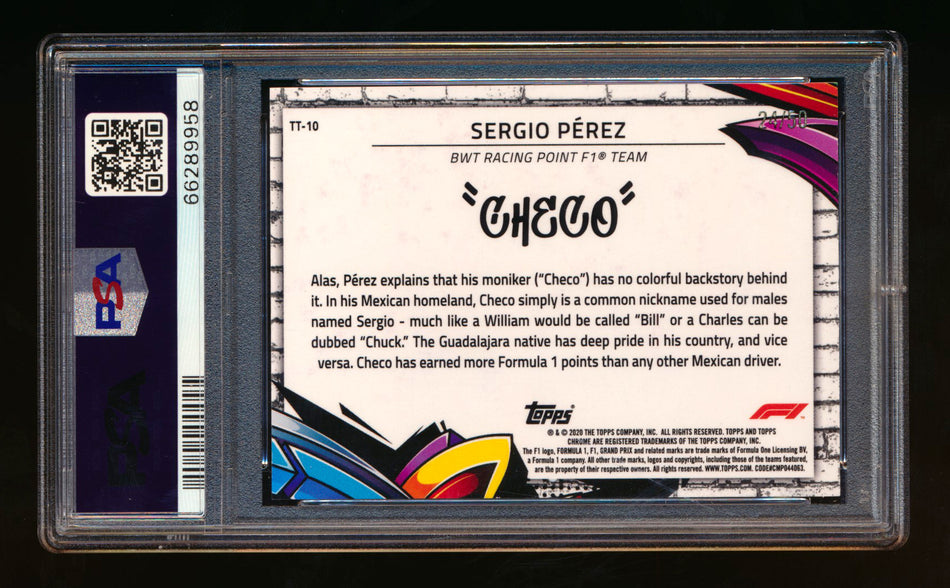 66289958
PSA
PSA
TT-10
24/50
SERGIO PÉREZ
BWT RACING POINT F1® TEAM
"CHECO"
Alas, Pérez explains that his moniker (“Checo”) has no colorful backstory behind
it. In his Mexican homeland, Checo simply is a common nickname used for males
named Sergio - much like a William would be called “Bill” or a Charles can be
dubbed “Chuck.” The Guadalajara native has deep pride in his country, and vice
versa. Checo has earned more Formula 1 points than any other Mexican driver.
Topps®
F1™
® & © 2020 THE TOPPS COMPANY, INC. ALL RIGHTS RESERVED. TOPPS AND TOPPS
CHROME ARE REGISTERED TRADEMARKS OF THE TOPPS COMPANY, INC.
The F1 logo, FORMULA 1, F1, GRAND PRIX and related marks are trade marks of Formula One Licensing BV,
a Formula 1 company. All other trade marks, logos and copyrights, including those of the teams featured,
are the property of their respective owners. All rights reserved. WWW.TOPPS.COM. CODE#CMP044063.